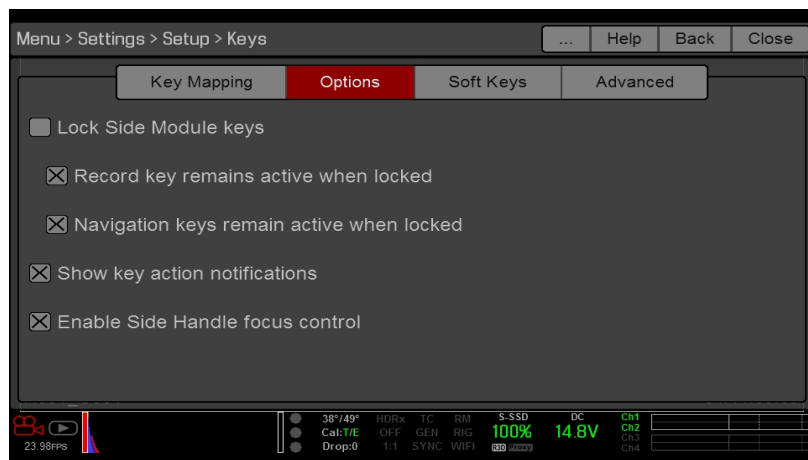 Menu > Settings > Setup > Keys
... Help Back Close
Key Mapping Options Soft Keys Advanced
Lock Side Module keys
Record key remains active when locked
Navigation keys remain active when locked
Show key action notifications
Enable Side Handle focus control
38°/49° HDRx TC RM S-SSD DC Ch1
Cal:T/E OFF GEN RIG 100% 14.8V Ch2
Drop:0 1:1 SYNC WIFI R3D Proxy Ch3
23.98FPS Ch4